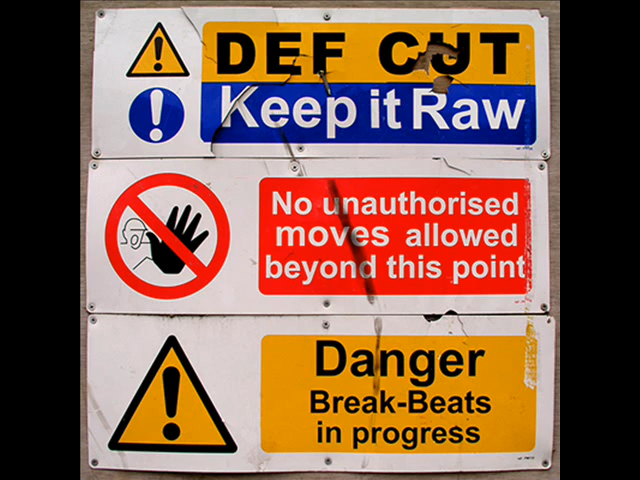 DEF CUT
Keep it Raw
No unauthorised
moves allowed
beyond this point
Danger
Break-Beats
in progress